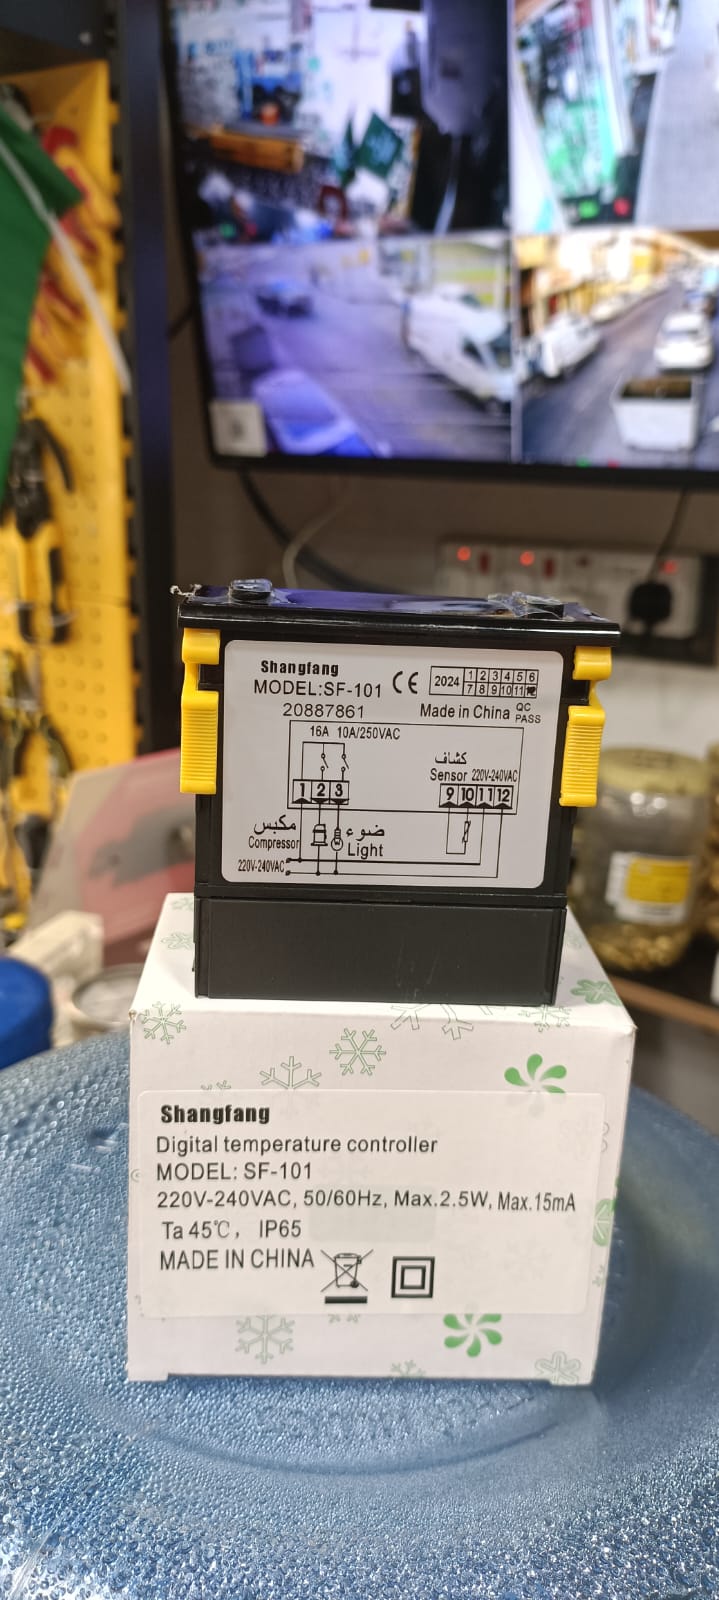 Shangfang
MODEL:SF-101
2024 1 2 3 4 5 6
7 8 9 10 11
20887861
Made in China QC PASS
16A 10A/250VAC
كشاف
Sensor 220V-240VAC
1 2 3
9 10 11 12
مكبس
ضوء
Compressor
Light
220V-240VAC
Shangfang
Digital temperature controller
MODEL: SF-101
220V-240VAC, 50/60Hz, Max.2.5W, Max.15mA
Ta 45℃, IP65
MADE IN CHINA